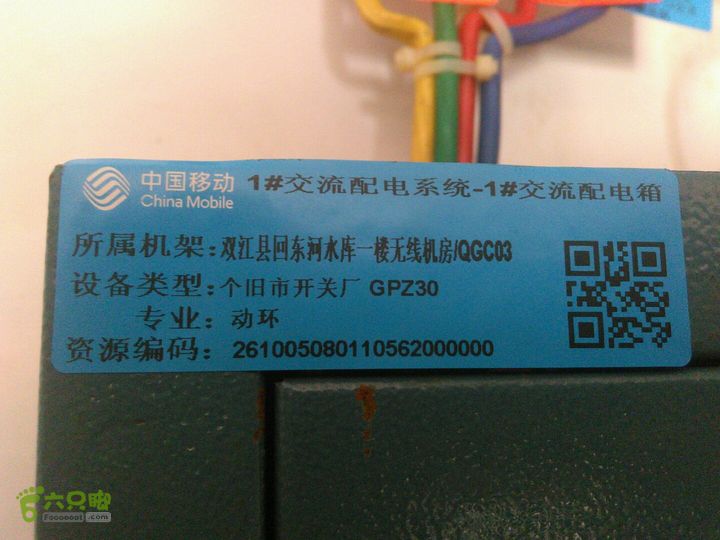 中国移动
China Mobile
1#交流配电系统-1#交流配电箱
所属机架:双江县回东河水库一楼无线机房/QGC03
设备类型:个旧市开关厂 GPZ30
专业:动环
资源编码:261005080110562000000
六只脚
Foooooot.com